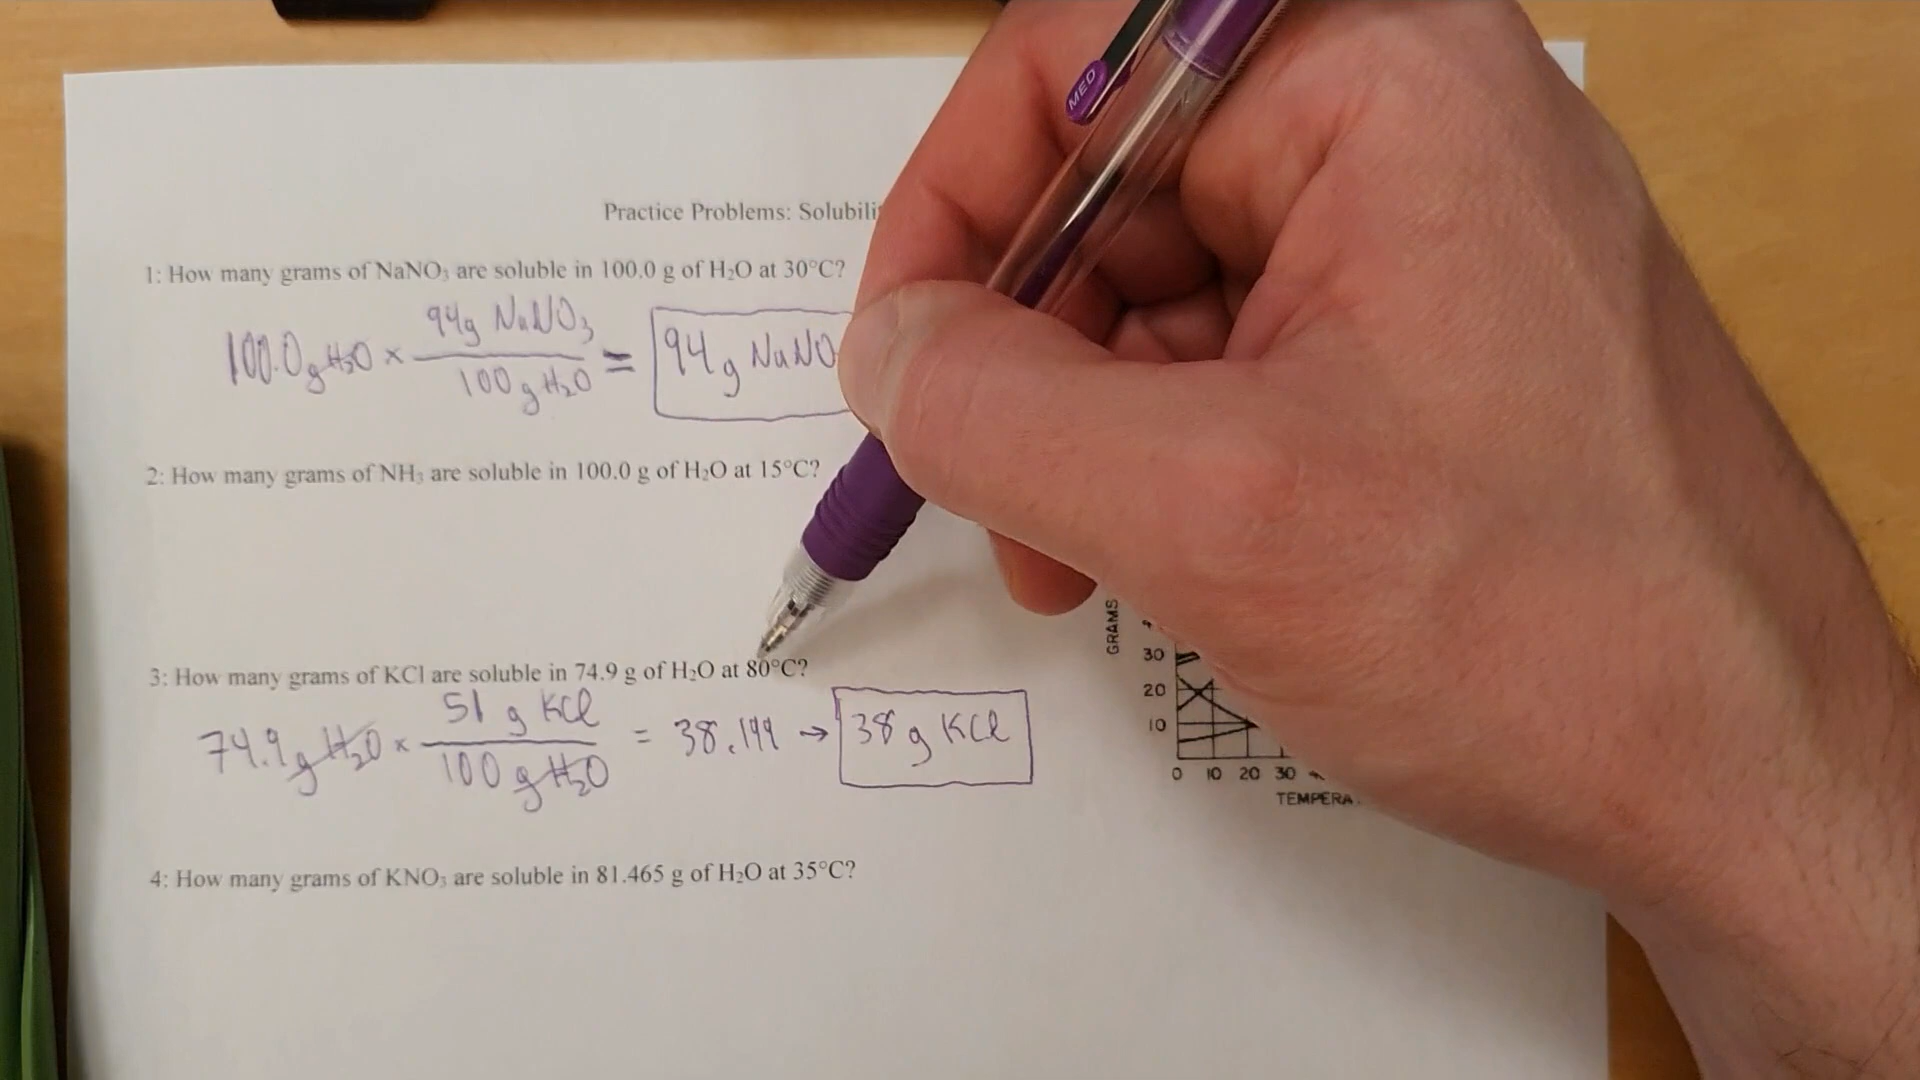 MED
Practice Problems: Solubili
1: How many grams of NaNO₃ are soluble in 100.0 g of H₂O at 30°C?
94g NaNO₃
100.0g H₂O × ―――― = 94g NaNO
100g H₂O
2: How many grams of NH₃ are soluble in 100.0 g of H₂O at 15°C?
3: How many grams of KCl are soluble in 74.9 g of H₂O at 80°C?
51 g KCl
74.9g H₂O × ―――― = 38.199 → 38g KCl
100 g H₂O
4: How many grams of KNO₃ are soluble in 81.465 g of H₂O at 35°C?
GRAMS
30
20
10
0 10 20 30
TEMPERA